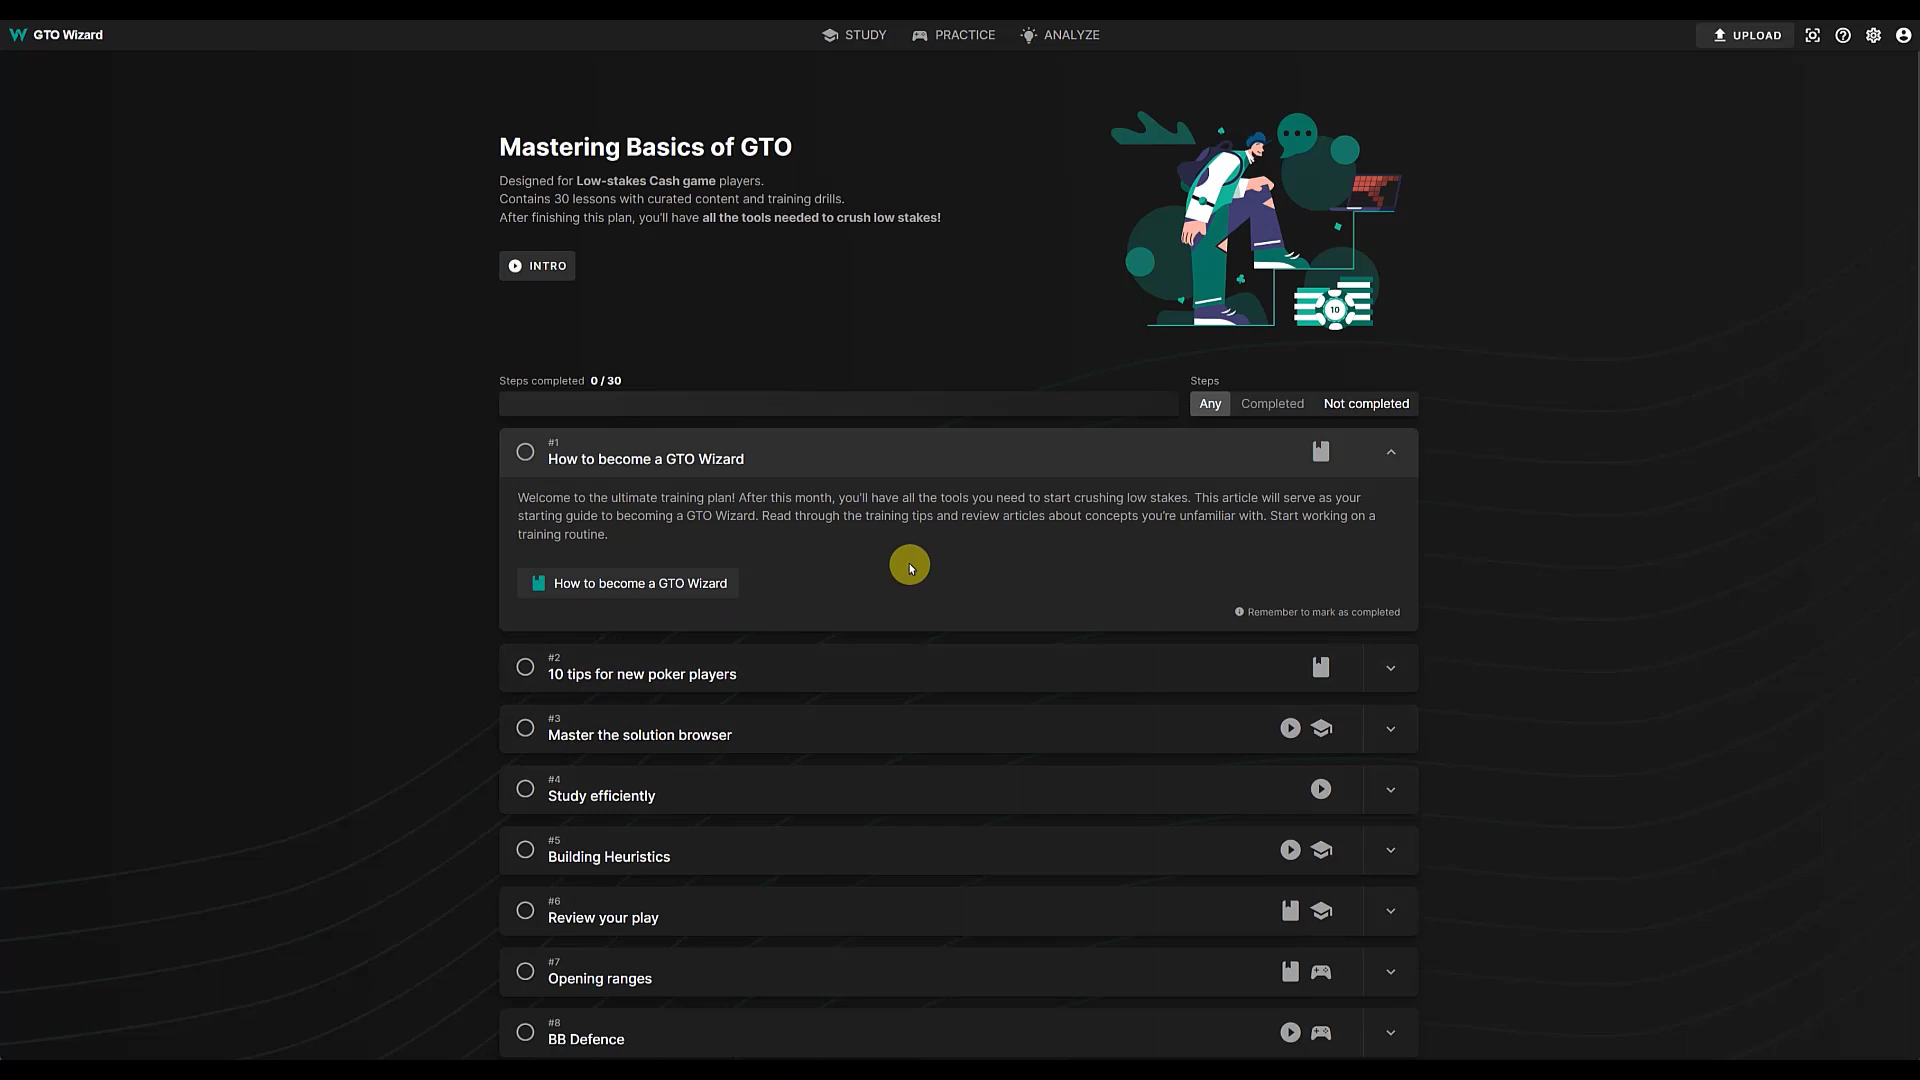 GTO Wizard
STUDY
PRACTICE
ANALYZE
UPLOAD
Mastering Basics of GTO
Designed for Low-stakes Cash game players.
Contains 30 lessons with curated content and training drills.
After finishing this plan, you'll have all the tools needed to crush low stakes!
INTRO
10
Steps completed 0 / 30
Steps
Any
Completed
Not completed
#1
How to become a GTO Wizard
Welcome to the ultimate training plan! After this month, you'll have all the tools you need to start crushing low stakes. This article will serve as your
starting guide to becoming a GTO Wizard. Read through the training tips and review articles about concepts you're unfamiliar with. Start working on a
training routine.
How to become a GTO Wizard
Remember to mark as completed
#2
10 tips for new poker players
#3
Master the solution browser
#4
Study efficiently
#5
Building Heuristics
#6
Review your play
#7
Opening ranges
#8
BB Defence